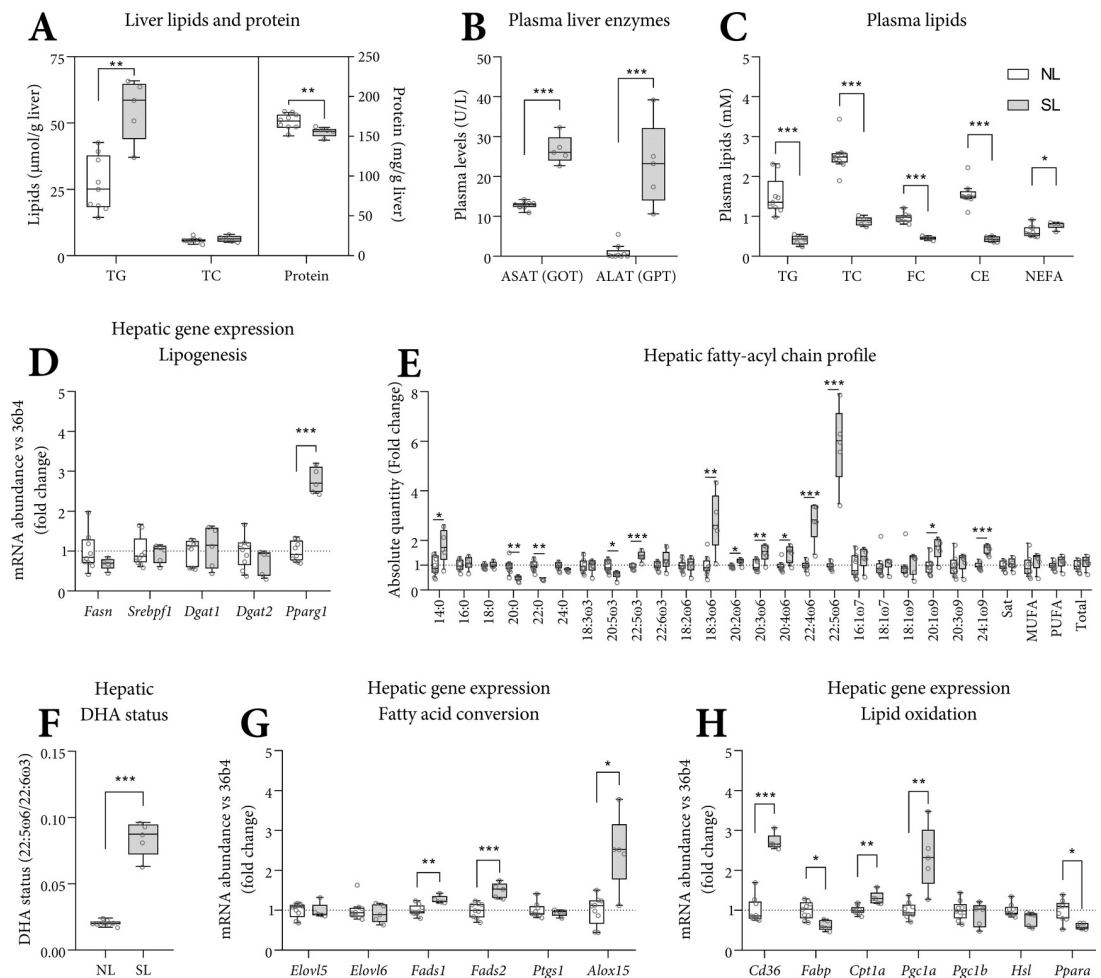 A
Liver lipids and protein
Lipids (μmol/g liver)
75
50
25
0
**
**
250
200
150
100
50
0
Protein (mg/g liver)
TG
TC
Protein
B
Plasma liver enzymes
Plasma levels (U/L)
50
40
30
20
10
0
***
***
ASAT (GOT)
ALAT (GPT)
C
Plasma lipids
Plasma lipids (mM)
5
4
3
2
1
0
***
***
***
***
*
NL
SL
TG
TC
FC
CE
NEFA
D
Hepatic gene expression
Lipogenesis
mRNA abundance vs 36b4
(fold change)
5
4
3
2
1
0
***
Fasn
Srebpf1
Dgat1
Dgat2
Pparg1
E
Hepatic fatty-acyl chain profile
Absolute quantity (Fold change)
8
6
4
2
1
0
*
**
**
*
***
**
*
**
*
***
***
*
***
14:0
16:0
18:0
20:0
22:0
24:0
18:3ω3
20:5ω3
22:5ω3
22:6ω3
18:2ω6
18:3ω6
20:2ω6
20:3ω6
20:4ω6
22:4ω6
22:5ω6
16:1ω7
18:1ω7
18:1ω9
20:1ω9
20:3ω9
24:1ω9
Sat
MUFA
PUFA
Total
F
Hepatic
DHA status
DHA status (22:5ω6/22:6ω3)
0.15
0.10
0.05
0.00
***
NL
SL
G
Hepatic gene expression
Fatty acid conversion
mRNA abundance vs 36b4
(fold change)
5
4
3
2
1
0
**
***
*
Elovl5
Elovl6
Fads1
Fads2
Ptgs1
Alox15
H
Hepatic gene expression
Lipid oxidation
mRNA abundance vs 36b4
(fold change)
5
4
3
2
1
0
***
*
**
**
*
Cd36
Fabp
Cpt1a
Pgc1a
Pgc1b
Hsl
Ppara